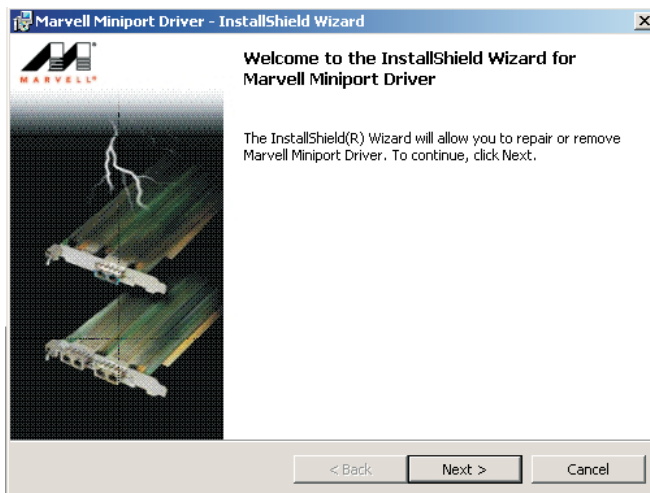 Marvell Miniport Driver - InstallShield Wizard
MARVELL®
Welcome to the InstallShield Wizard for
Marvell Miniport Driver
The InstallShield(R) Wizard will allow you to repair or remove
Marvell Miniport Driver. To continue, click Next.
< Back
Next >
Cancel